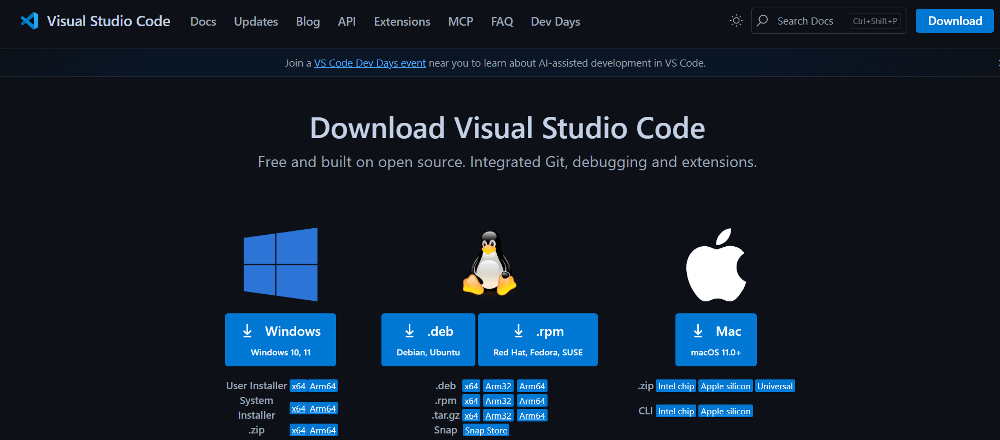 Visual Studio Code Docs Updates Blog API Extensions MCP FAQ Dev Days Search Docs Ctrl+Shift+P Download
Join a VS Code Dev Days event near you to learn about AI-assisted development in VS Code.
Download Visual Studio Code
Free and built on open source. Integrated Git, debugging and extensions.
Windows
Windows 10, 11
User Installer x64 Arm64
System Installer x64 Arm64
.zip x64 Arm64
.deb
Debian, Ubuntu
.rpm
Red Hat, Fedora, SUSE
.deb x64 Arm32 Arm64
.rpm x64 Arm32 Arm64
.tar.gz x64 Arm32 Arm64
Snap Snap Store
Mac
macOS 11.0+
.zip Intel chip Apple silicon Universal
CLI Intel chip Apple silicon